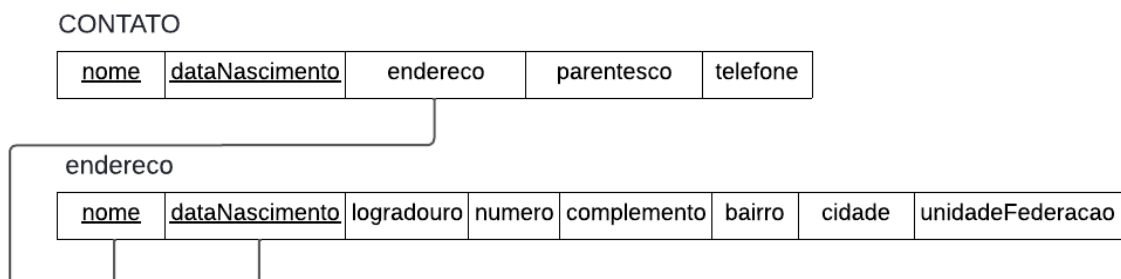 CONTATO
nome dataNascimento endereco parentesco telefone
endereco
nome dataNascimento logradouro numero complemento bairro cidade unidadeFederacao